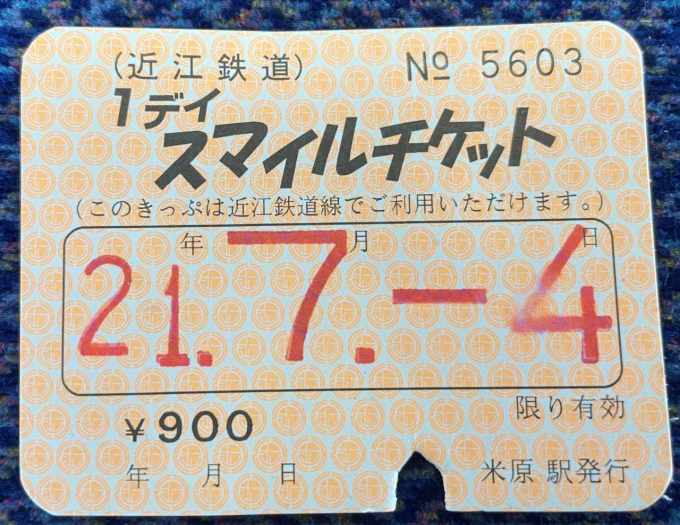 (近江鉄道) № 5603
1デイ
スマイルチケット
(このきっぷは近江鉄道線でご利用いただけます。)
年 月 日
21. 7. -4
限り有効
¥900
年 月 日 米原 駅発行